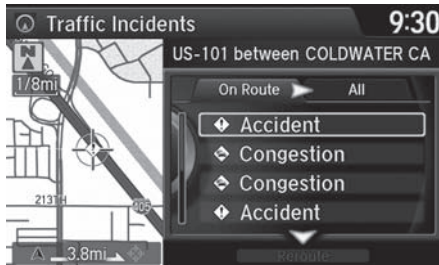 Traffic Incidents 9:30
N
US-101 between COLDWATER CA
1/8mi
On Route All
Accident
Congestion
Congestion
Accident
213TH
405
3.8mi
Reroute